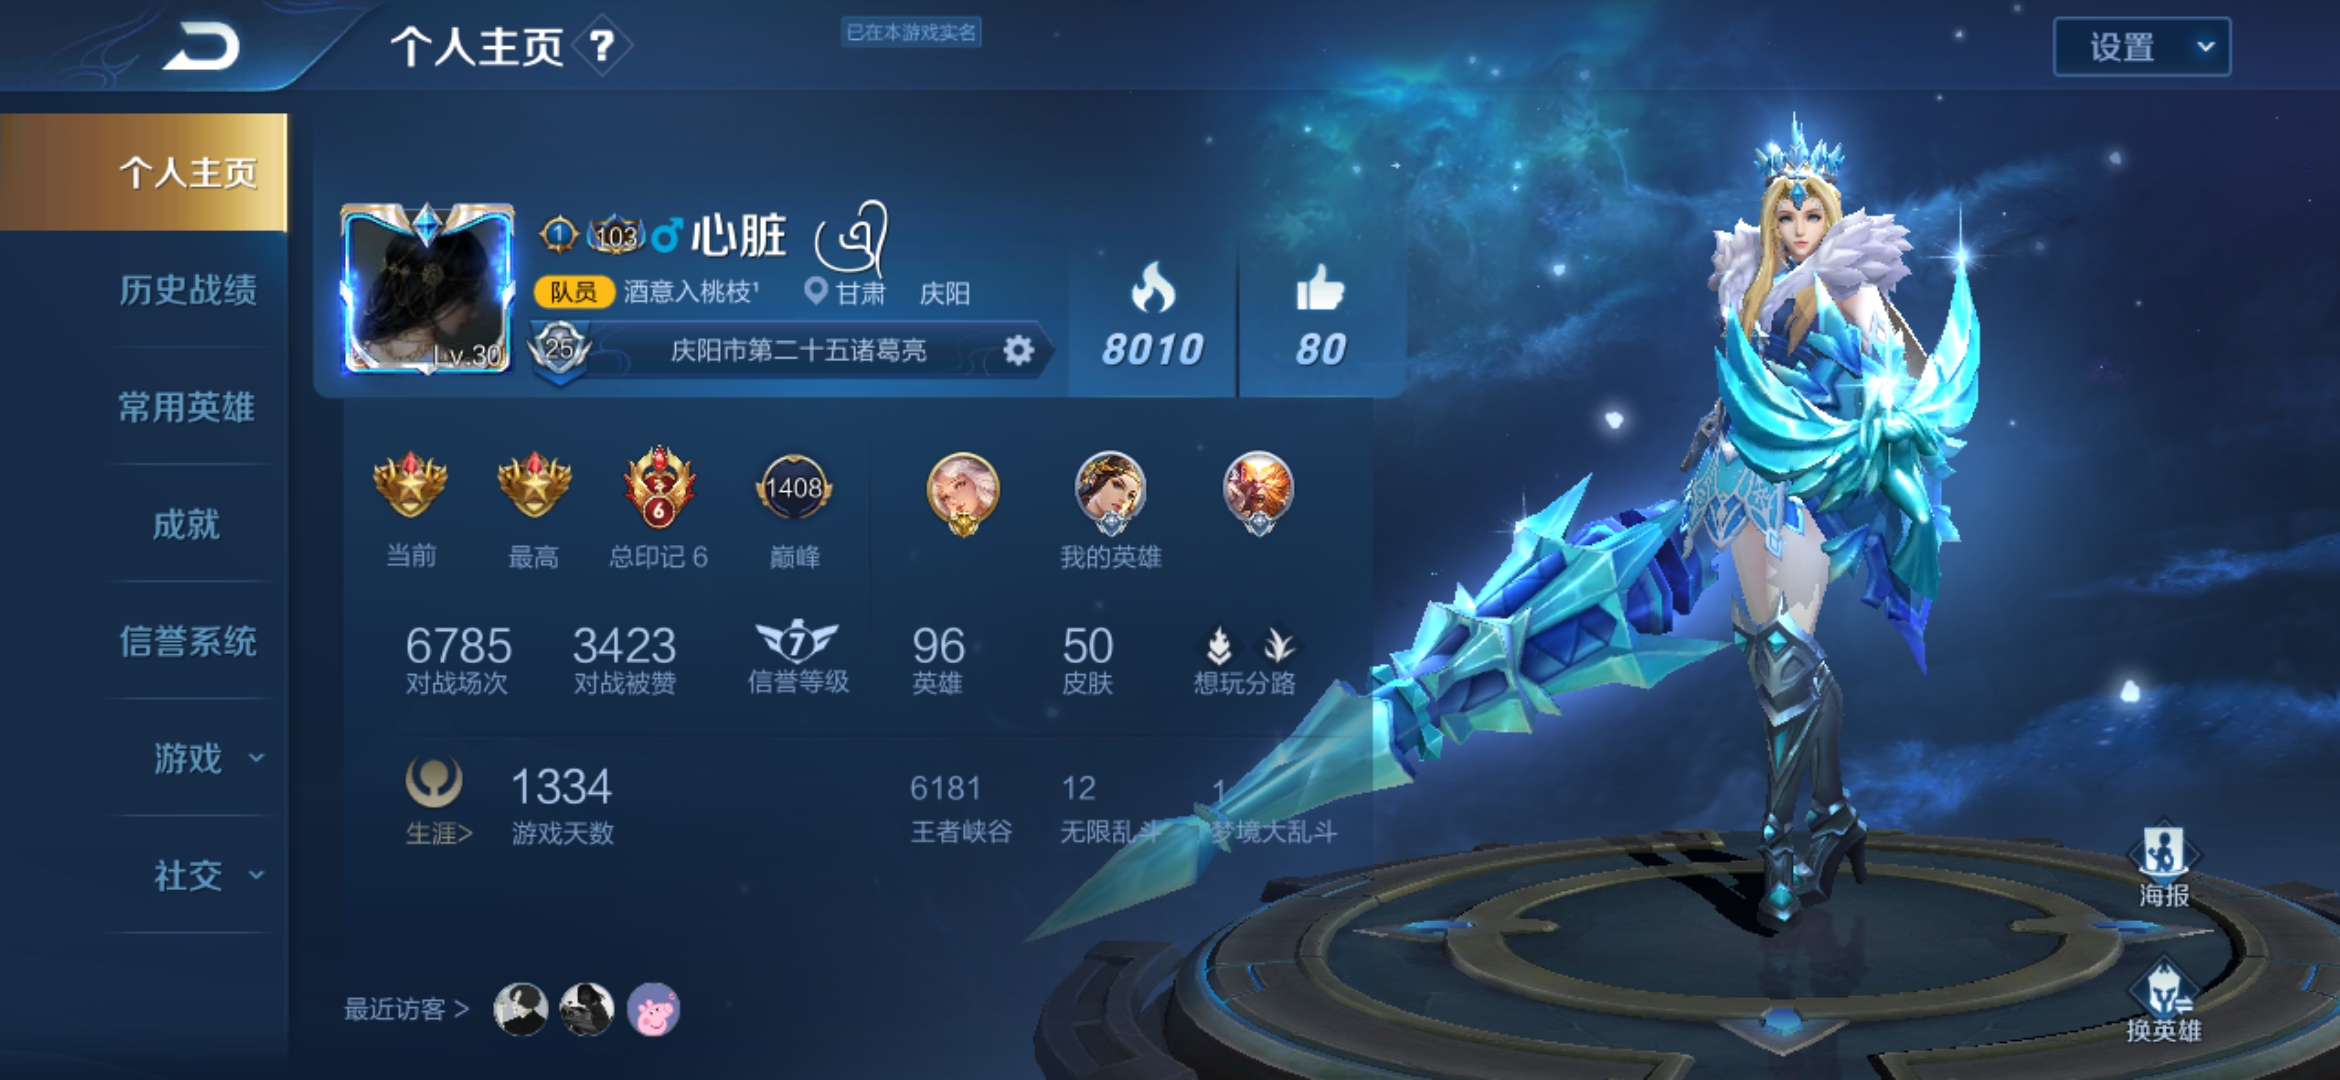 个人主页 ?
已在本游戏实名
设置
个人主页
历史战绩
常用英雄
成就
信誉系统
游戏
社交
1 103 心脏
队员 酒意入桃枝¹ 甘肃 庆阳
Lv.30
25 庆阳市第二十五诸葛亮
8010 80
6 1408
当前 最高 总印记 6 巅峰 我的英雄
6785 3423 7 96 50
对战场次 对战被赞 信誉等级 英雄 皮肤 想玩分路
1334 6181 12 1
生涯> 游戏天数 王者峡谷 无限乱斗 梦境大乱斗
最近访客 >
海报
换英雄